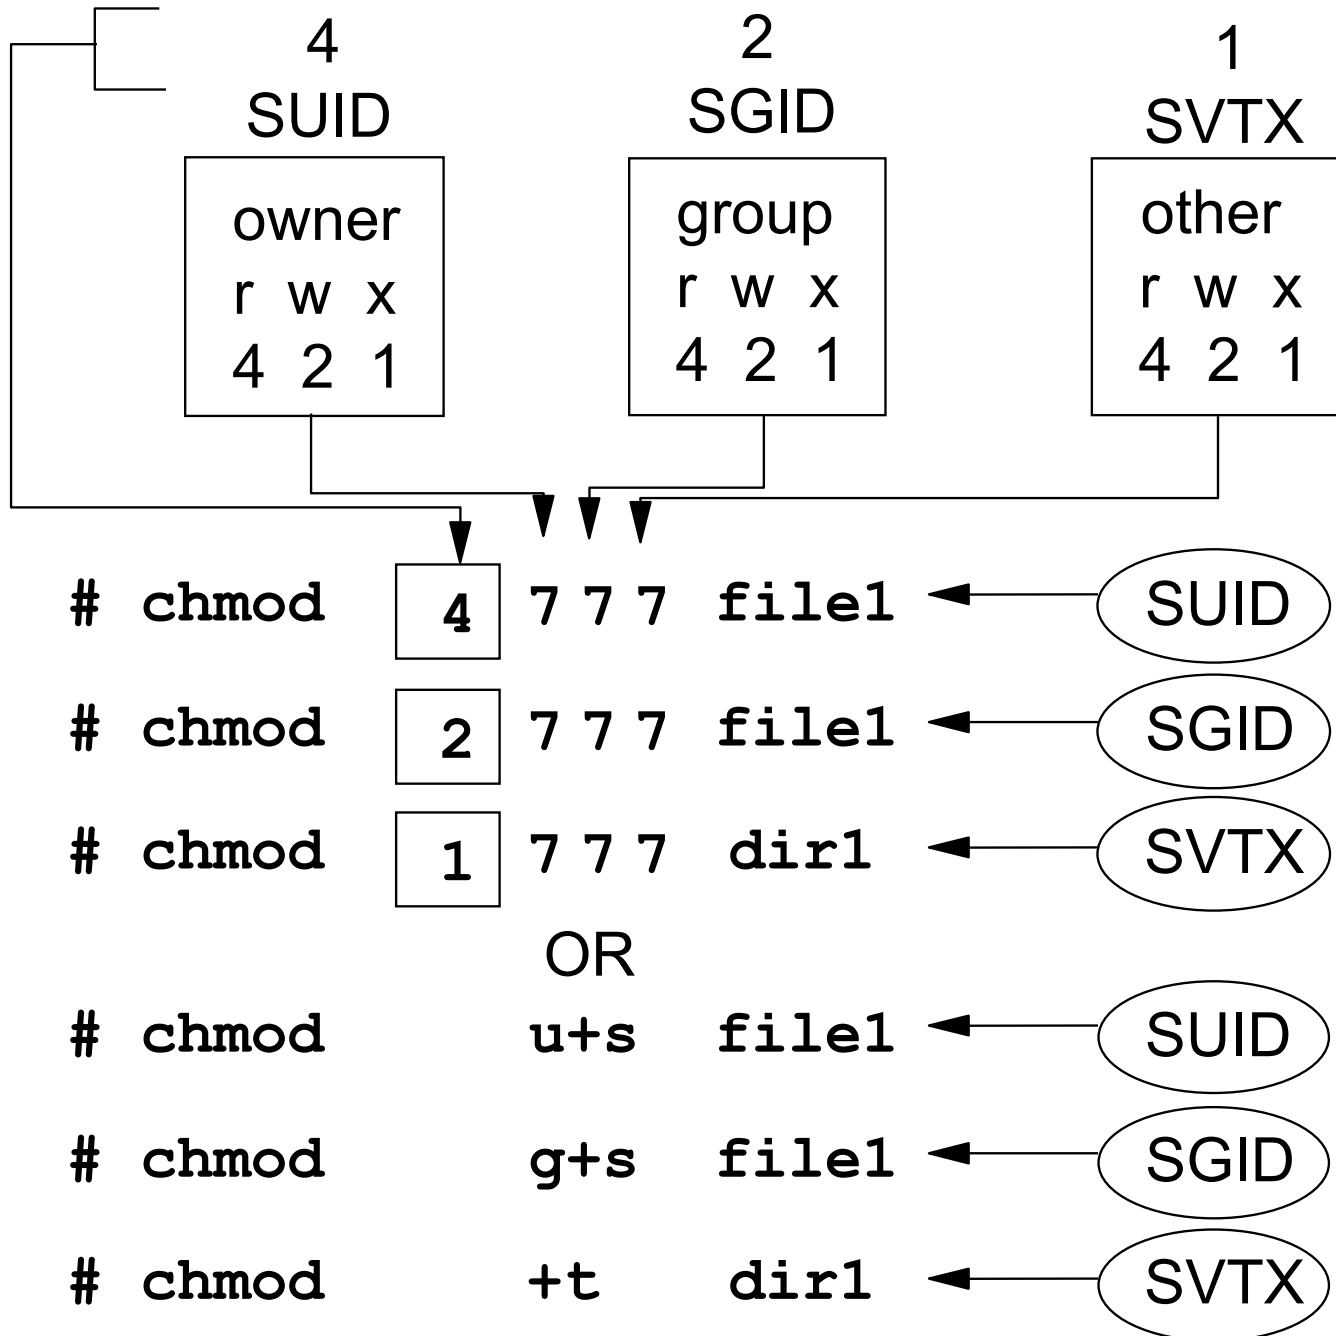 4 2 1
SUID SGID SVTX
owner group other
r w x r w x r w x
4 2 1 4 2 1 4 2 1
# chmod 4 7 7 7 file1 SUID
# chmod 2 7 7 7 file1 SGID
# chmod 1 7 7 7 dir1 SVTX
OR
# chmod u+s file1 SUID
# chmod g+s file1 SGID
# chmod +t dir1 SVTX